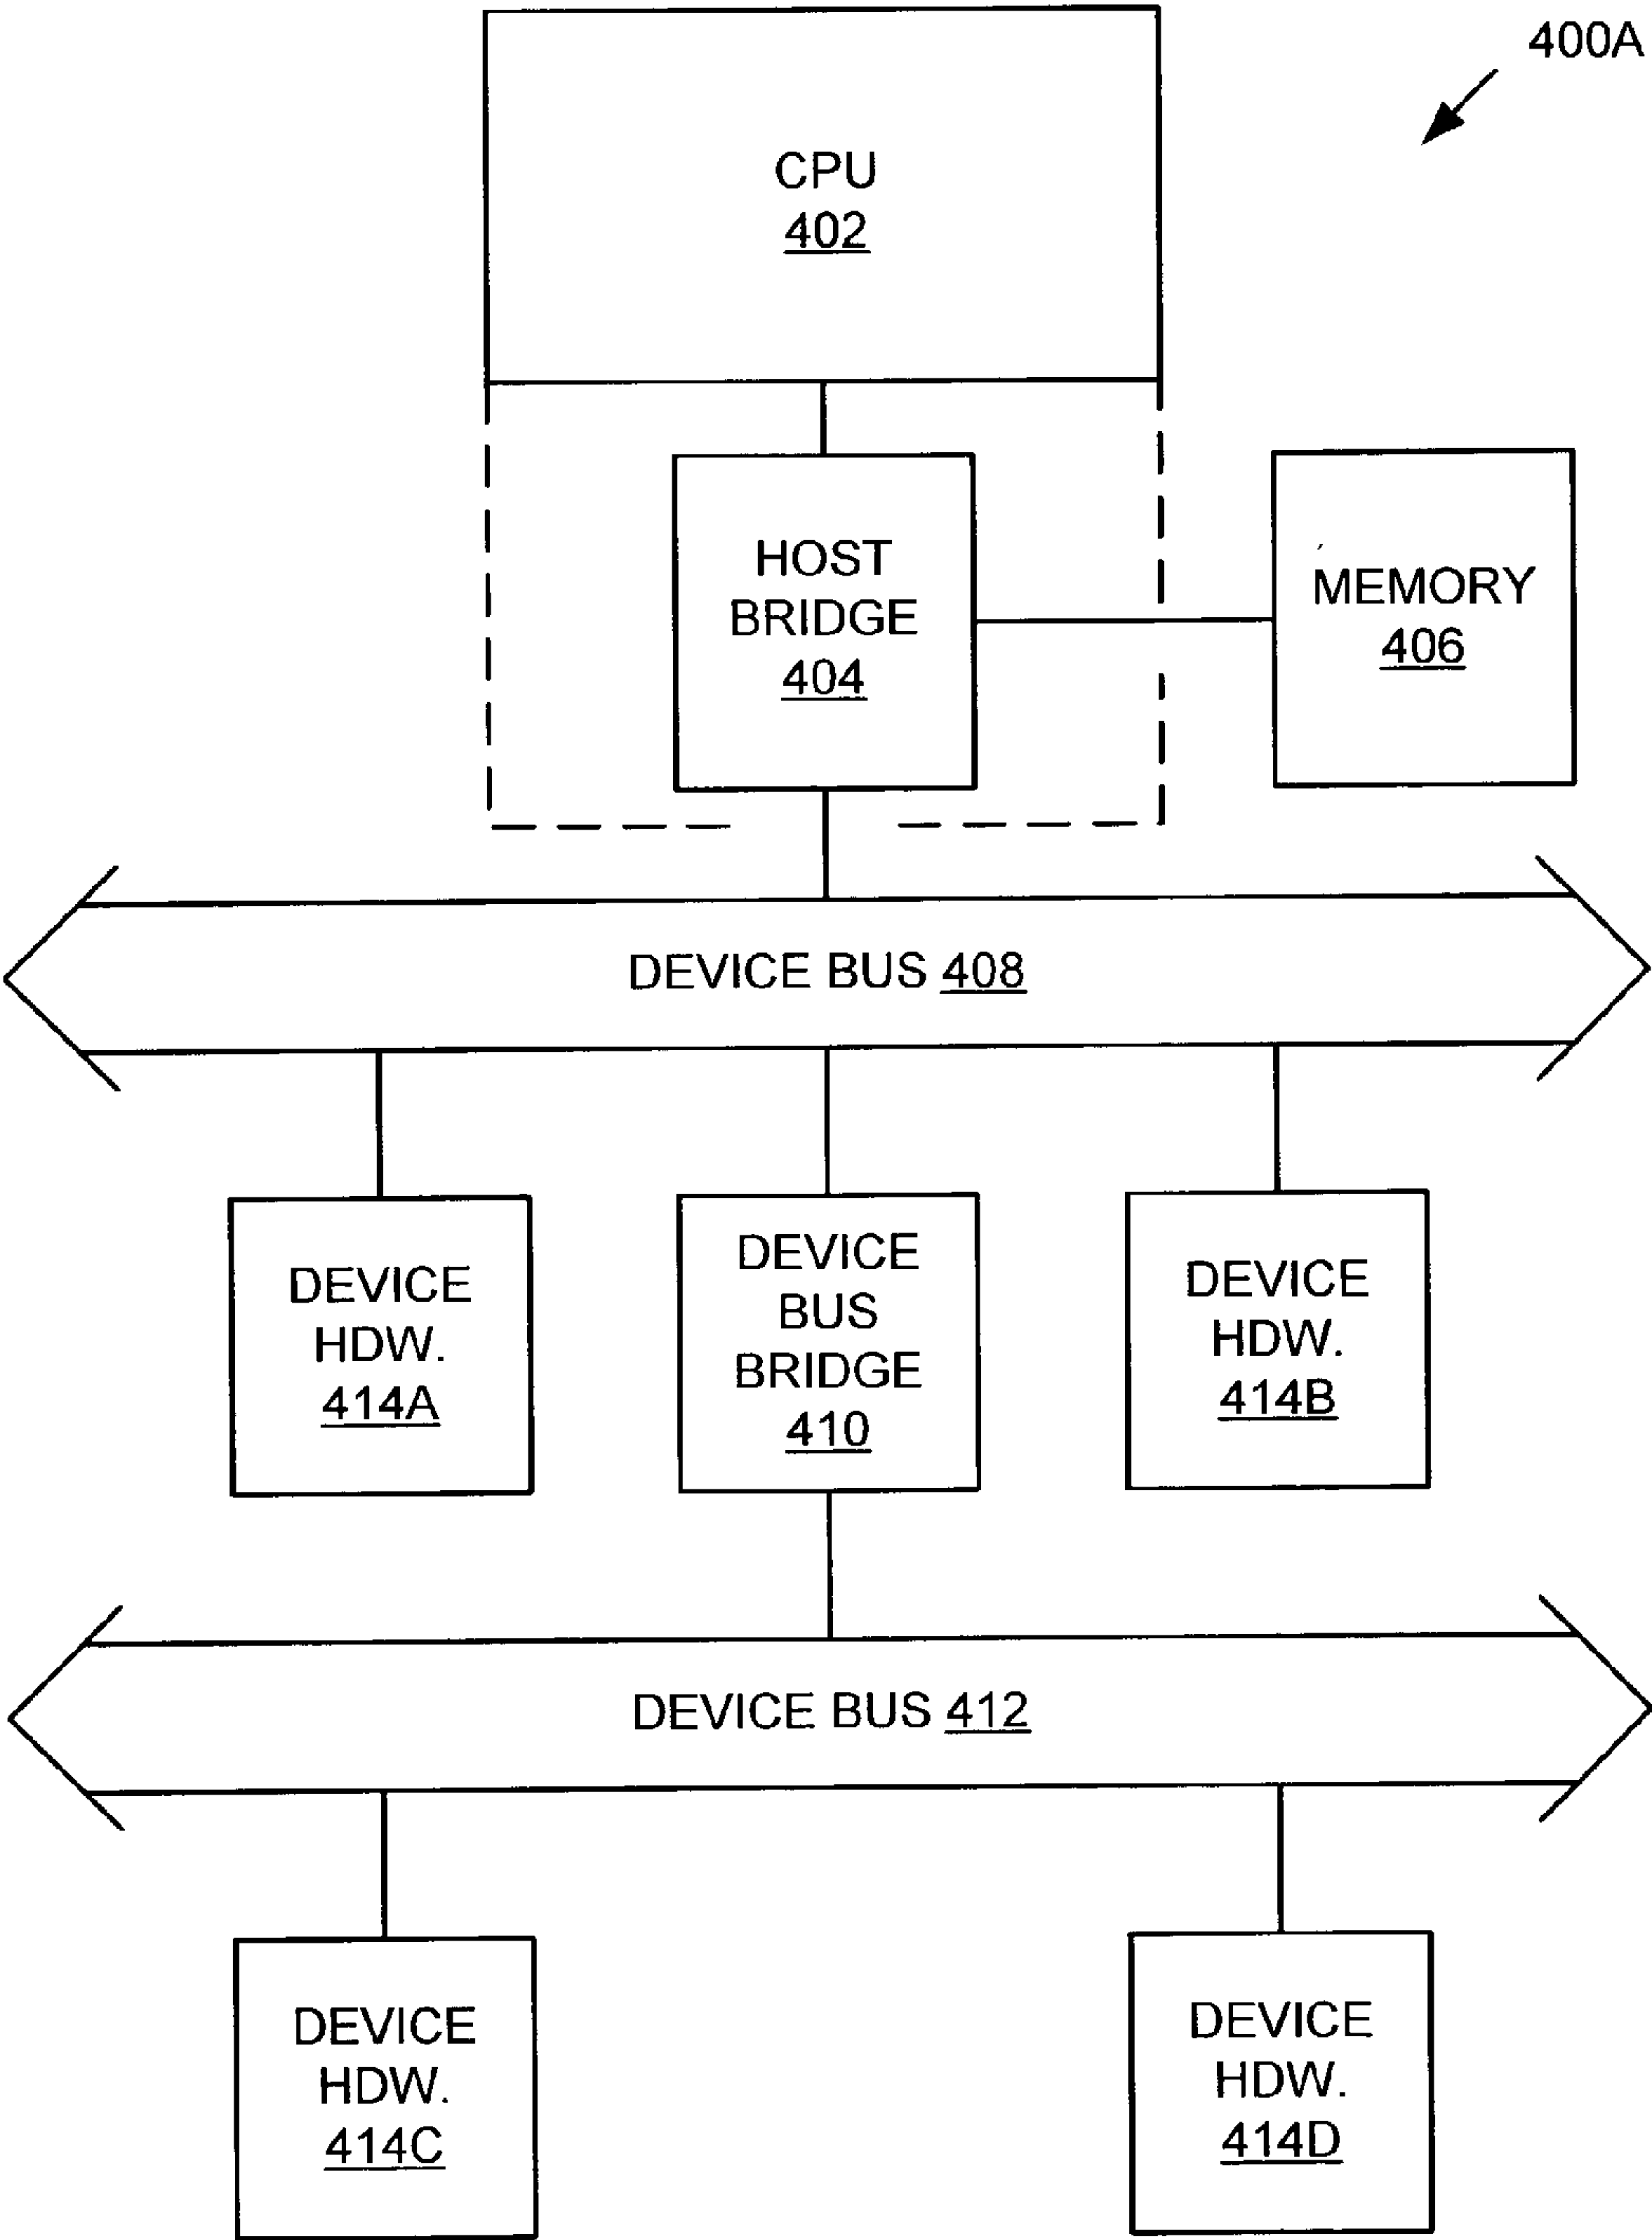 400A
CPU
402
HOST
BRIDGE
404
MEMORY
406
DEVICE BUS 408
DEVICE
HDW.
414A
DEVICE
BUS
BRIDGE
410
DEVICE
HDW.
414B
DEVICE BUS 412
DEVICE
HDW.
414C
DEVICE
HDW.
414D